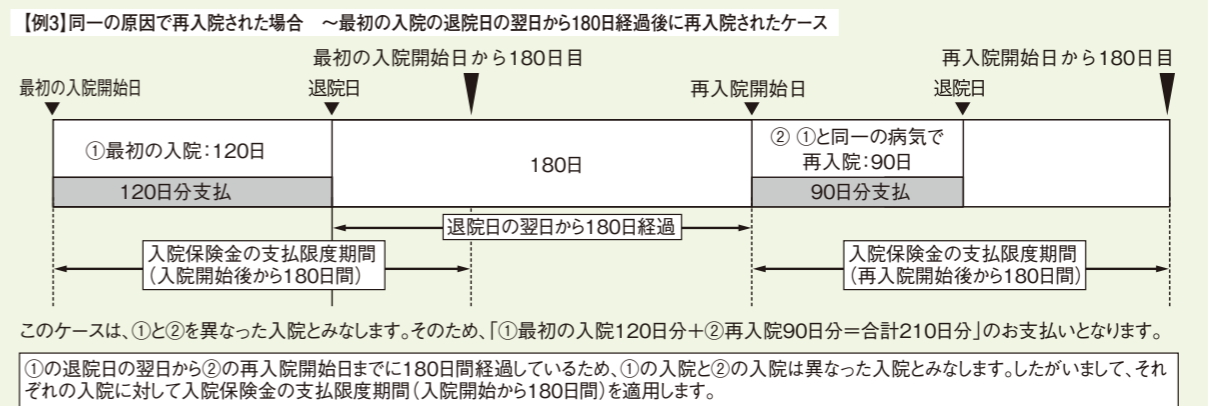 【例3】同一の原因で再入院された場合　～最初の入院の退院日の翌日から180日経過後に再入院されたケース
最初の入院開始日から180日目
再入院開始日から180日目
最初の入院開始日
退院日
再入院開始日
退院日
①最初の入院：120日
180日
② ①と同一の病気で
再入院：90日
120日分支払
90日分支払
退院日の翌日から180日経過
入院保険金の支払限度期間
（入院開始後から180日間）
入院保険金の支払限度期間
（再入院開始後から180日間）
このケースは、①と②を異なった入院とみなします。そのため、「①最初の入院120日分＋②再入院90日分＝合計210日分」のお支払いとなります。
①の退院日の翌日から②の再入院開始日までに180日間経過しているため、①の入院と②の入院は異なった入院とみなします。したがいまして、それ
ぞれの入院に対して入院保険金の支払限度期間（入院開始から180日間）を適用します。